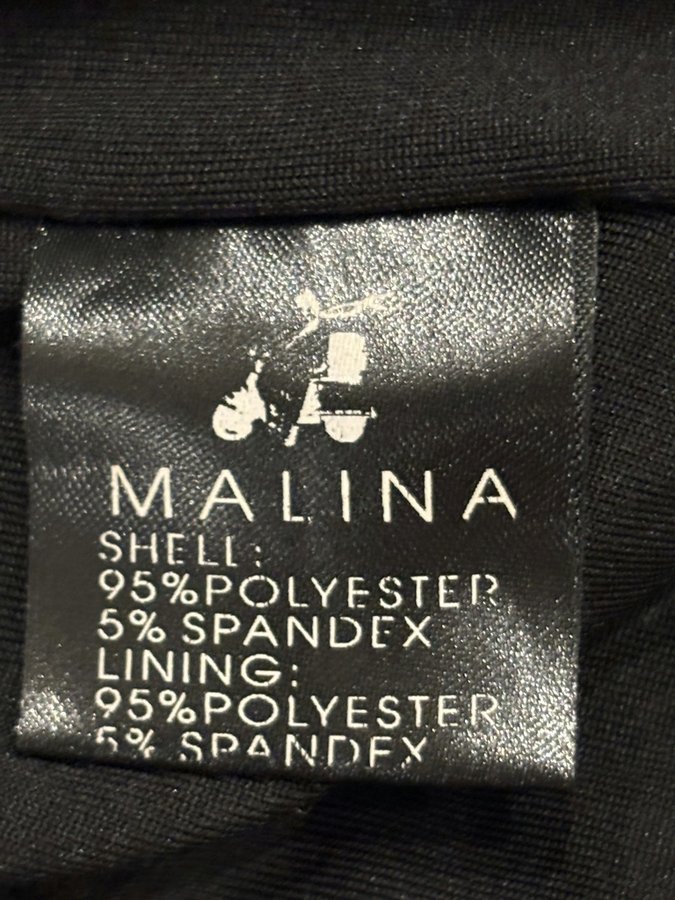 MALINA
SHELL:
95%POLYESTER
5% SPANDEX
LINING:
95%POLYESTER
5% SPANDEX